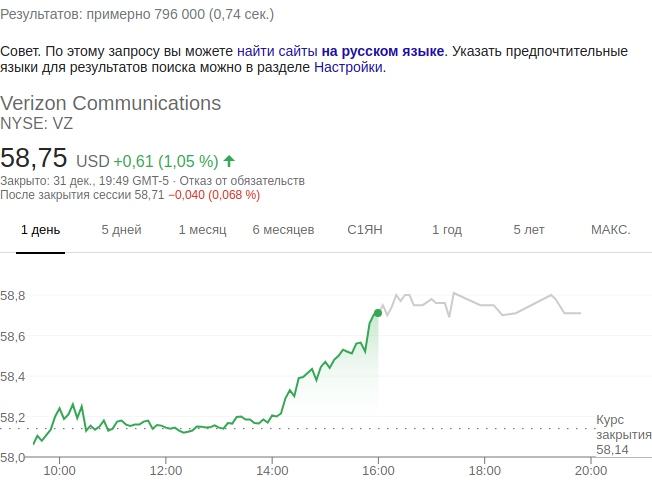 Результатов: примерно 796 000 (0,74 сек.)
Совет. По этому запросу вы можете найти сайты на русском языке. Указать предпочтительные
языки для результатов поиска можно в разделе Настройки.
Verizon Communications
NYSE: VZ
58,75 USD +0,61 (1,05 %)
Закрыто: 31 дек., 19:49 GMT-5 · Отказ от обязательств
После закрытия сессии 58,71 −0,040 (0,068 %)
1 день 5 дней 1 месяц 6 месяцев С1ЯН 1 год 5 лет МАКС.
58,8
58,6
58,4
58,2
Курс
закрытия
58,14
58,0
10:00 12:00 14:00 16:00 18:00 20:00